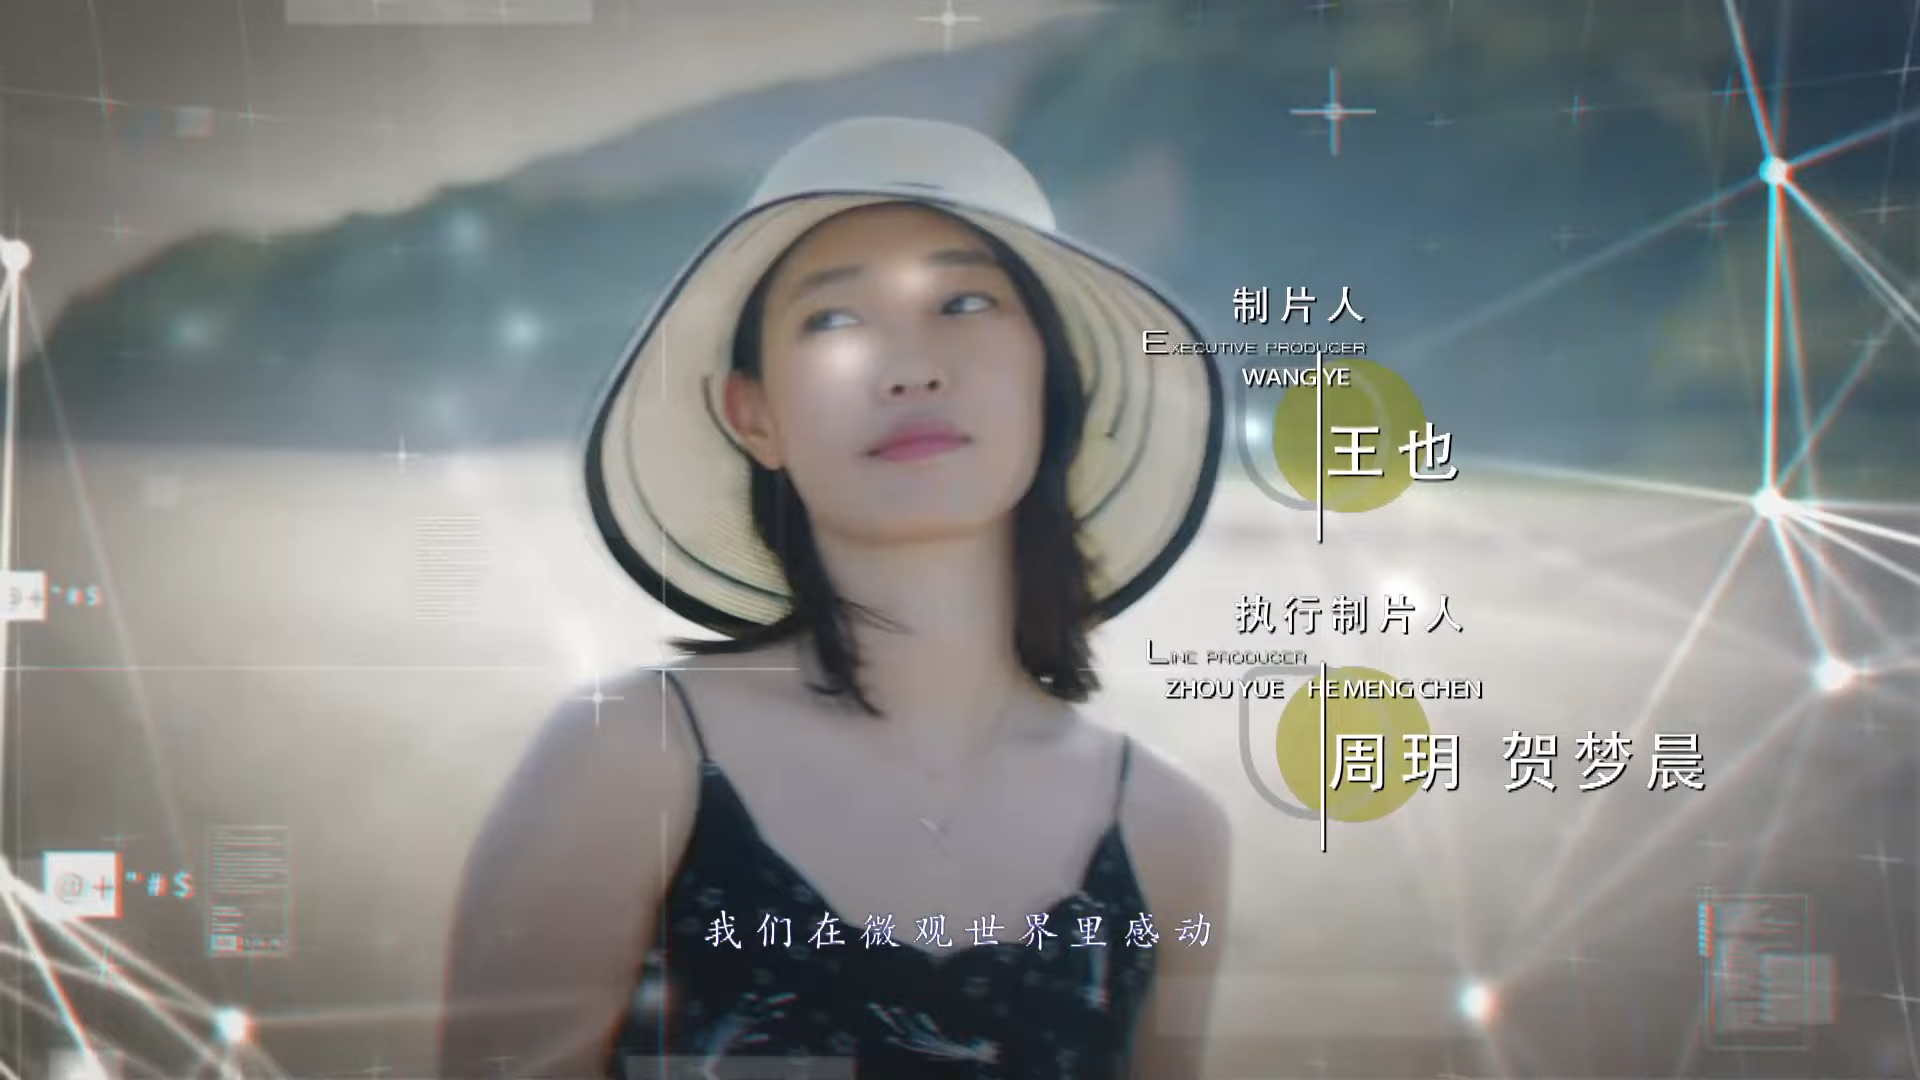 制片人
EXECUTIVE PRODUCER
WANG YE
王也
执行制片人
LINE PRODUCER
ZHOU YUE HE MENG CHEN
周玥 贺梦晨
@+"#S
@+"#S
我们在微观世界里感动